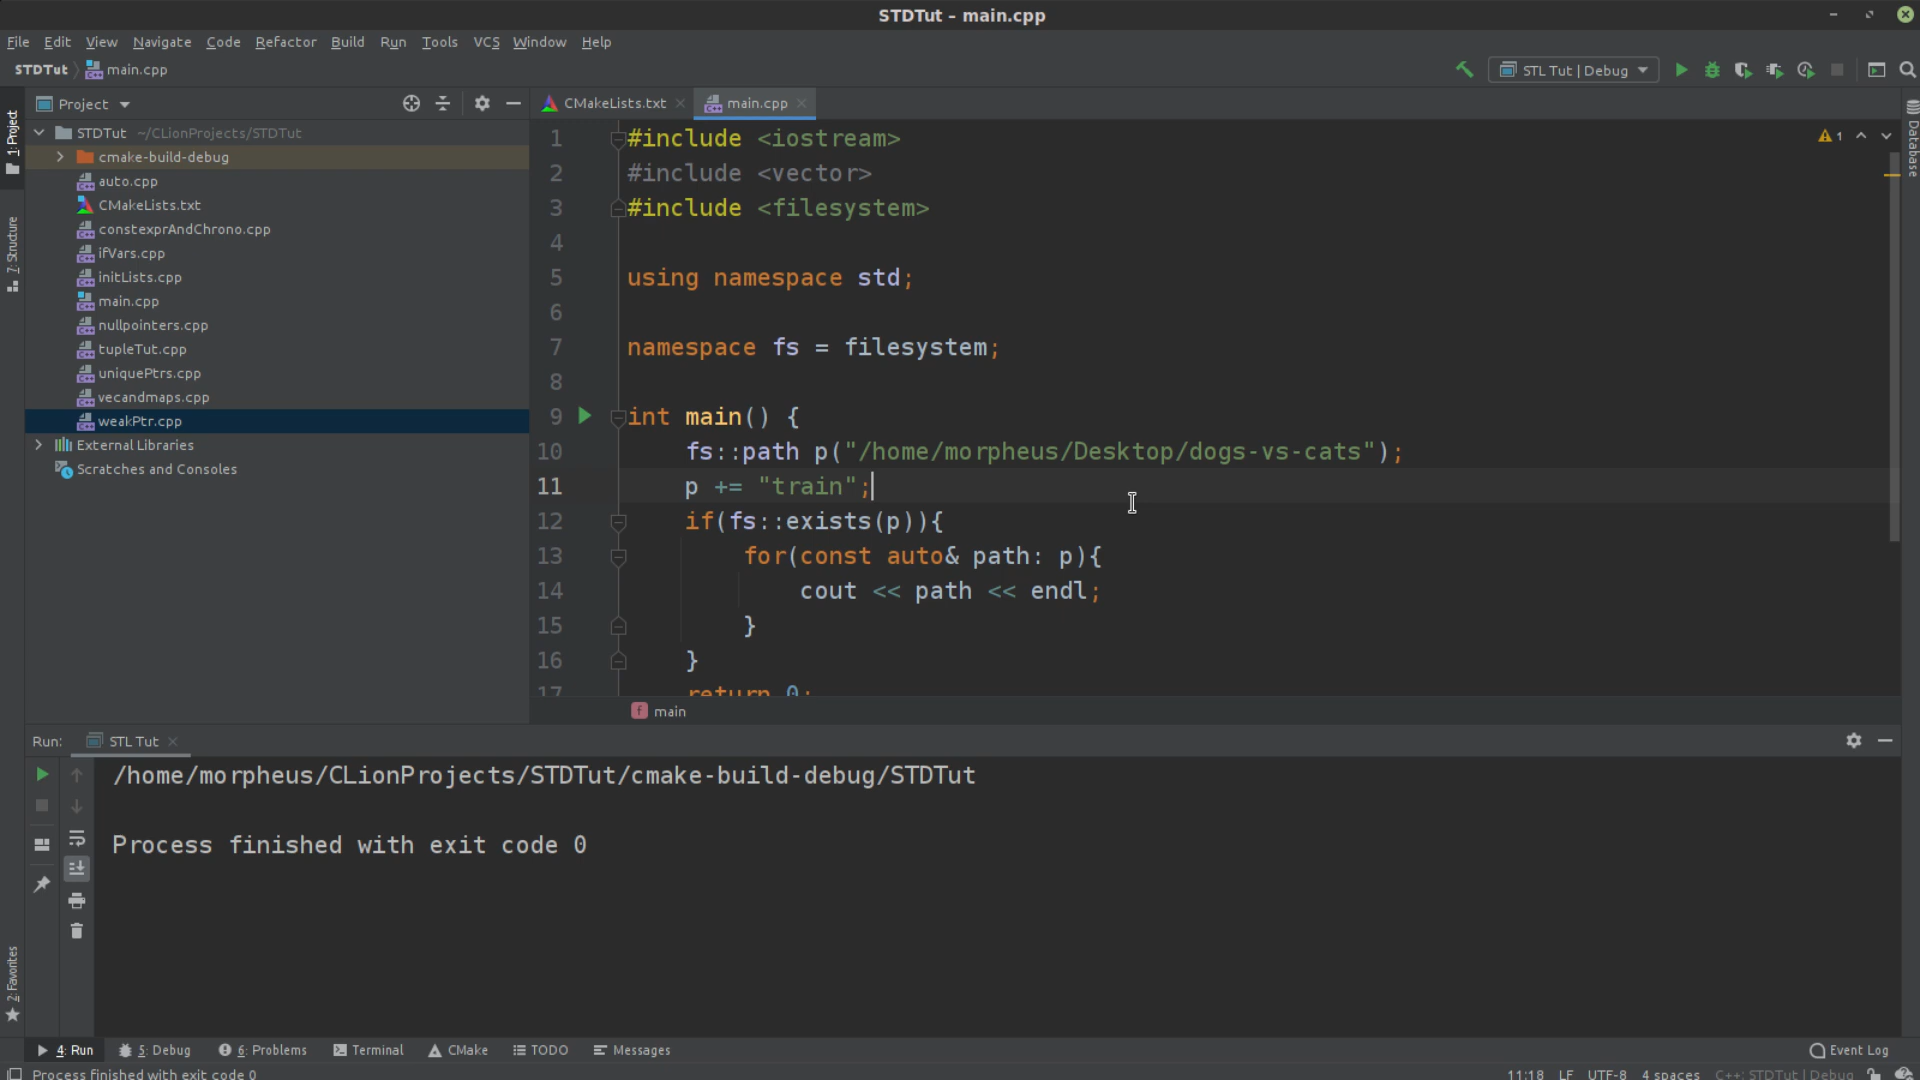 STDTut – main.cpp
File Edit View Navigate Code Refactor Build Run Tools VCS Window Help
STDTut main.cpp STL Tut | Debug
Project CMakeLists.txt main.cpp
1: Project
7: Structure
2: Favorites
Database
STDTut ~/CLionProjects/STDTut
cmake-build-debug
auto.cpp
CMakeLists.txt
constexprAndChrono.cpp
ifVars.cpp
initLists.cpp
main.cpp
nullpointers.cpp
tupleTut.cpp
uniquePtrs.cpp
vecandmaps.cpp
weakPtr.cpp
External Libraries
Scratches and Consoles
1
1 #include <iostream>
2 #include <vector>
3 #include <filesystem>
4
5 using namespace std;
6
7 namespace fs = filesystem;
8
9 int main() {
10 fs::path p("/home/morpheus/Desktop/dogs-vs-cats");
11 p += "train";
12 if(fs::exists(p)){
13 for(const auto& path: p){
14 cout << path << endl;
15 }
16 }
17 return 0;
f main
Run: STL Tut
/home/morpheus/CLionProjects/STDTut/cmake-build-debug/STDTut
Process finished with exit code 0
4: Run 5: Debug 6: Problems Terminal CMake TODO Messages Event Log
Process finished with exit code 0 11:18 LF UTF-8 4 spaces C++: STDTut | Debug